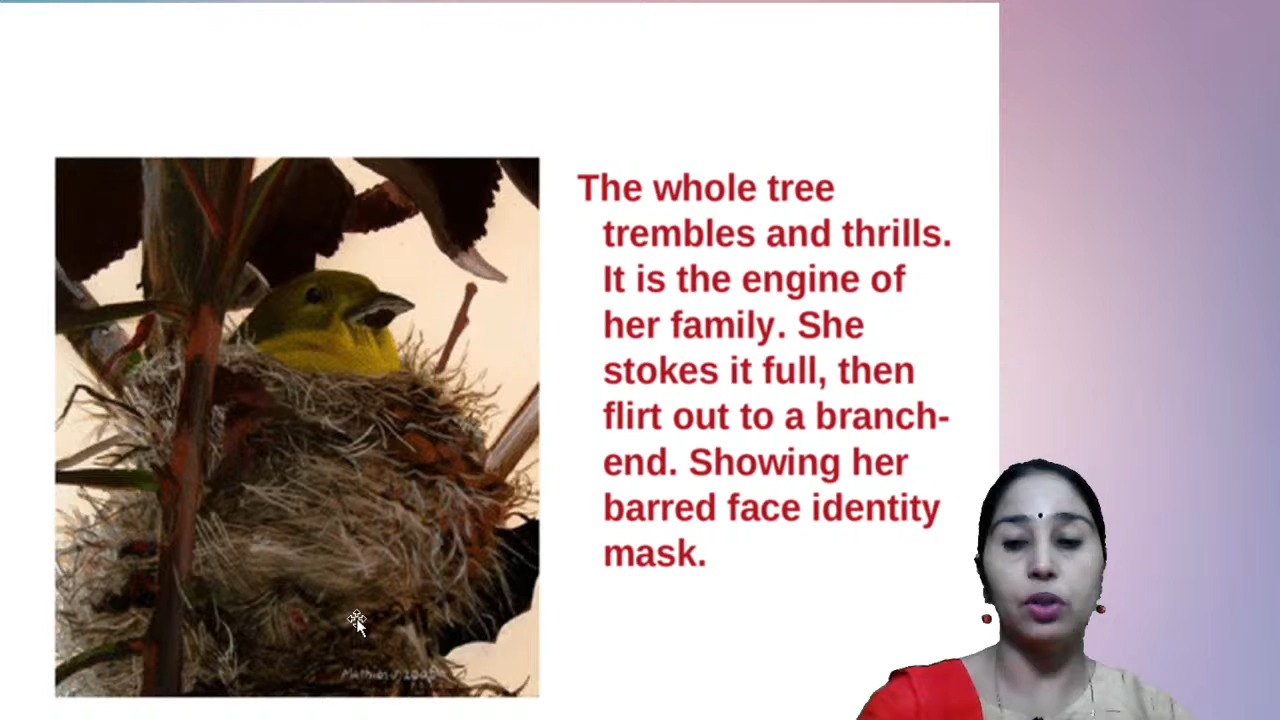 The whole tree
trembles and thrills.
It is the engine of
her family. She
stokes it full, then
flirt out to a branch-
end. Showing her
barred face identity
mask.